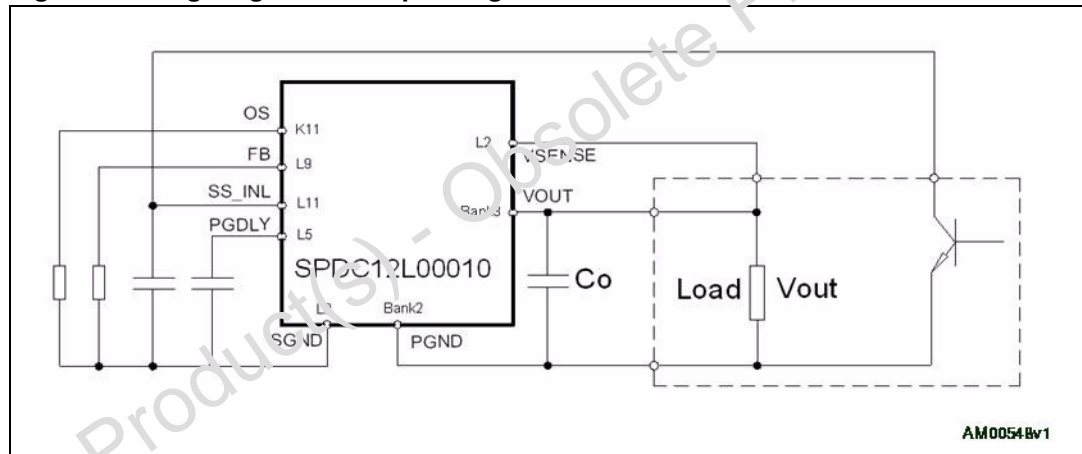 OS
K11
FB
L9
SS_INL
L11
PGDLY
L5
L2
VSENSE
VOUT
SPDC12L00010
Bank2
SGND
PGND
Co
Load
Vout
Product(s) - Obsolete
AM00548v1